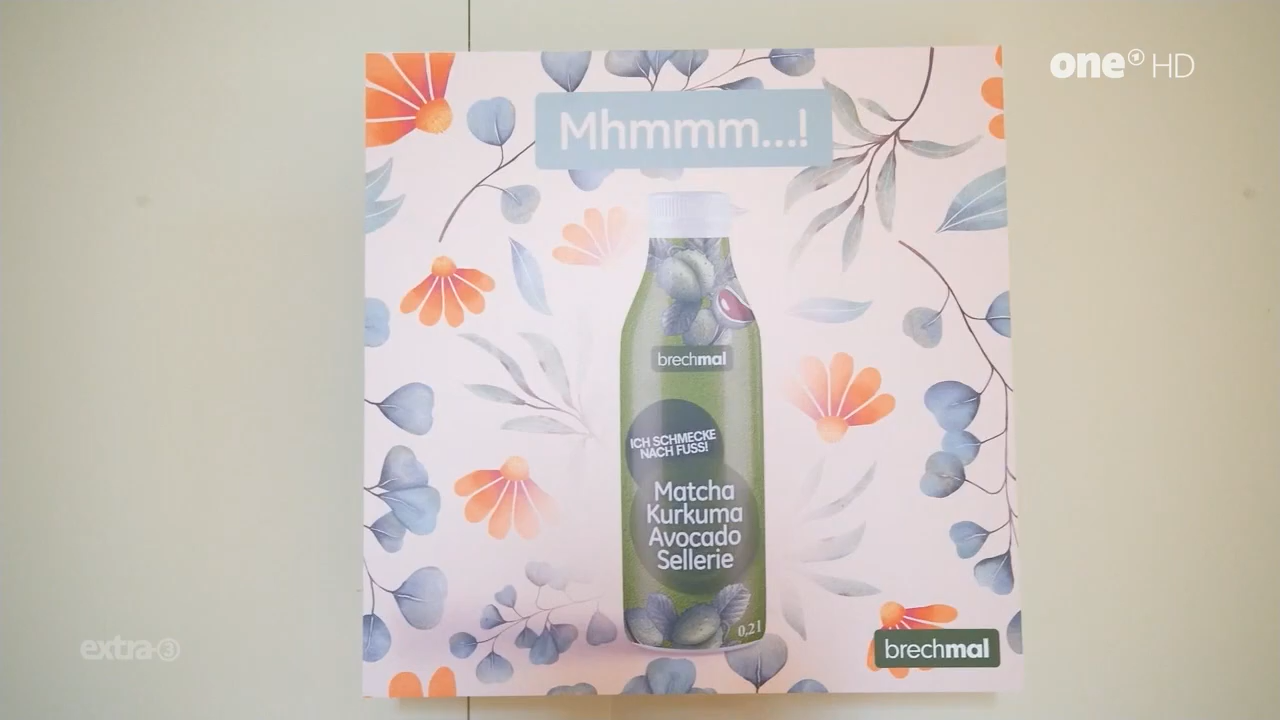 one HD
Mhmmm...!
brechmal
ICH SCHMECKE
NACH FUSS!
Matcha
Kurkuma
Avocado
Sellerie
0,2 l
brechmal
extra 3